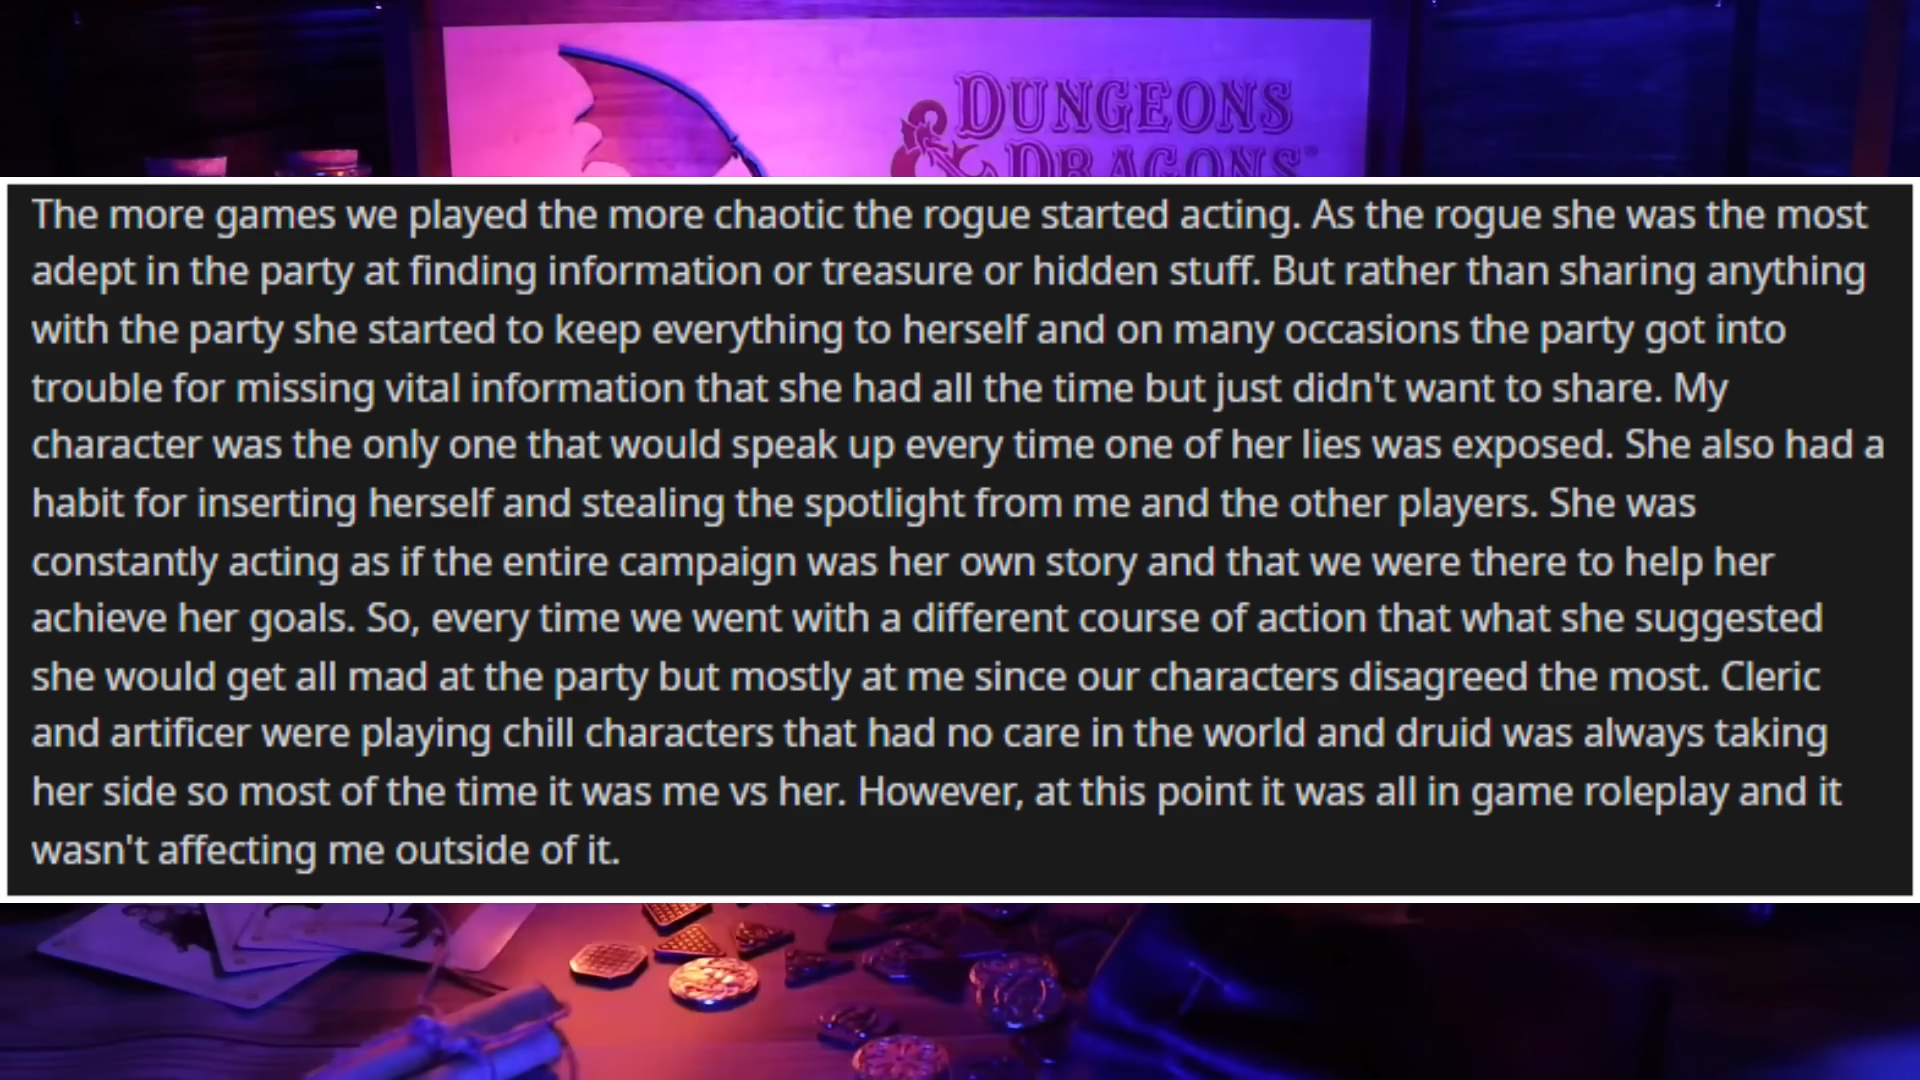 DUNGEONS
& DRAGONS
The more games we played the more chaotic the rogue started acting. As the rogue she was the most
adept in the party at finding information or treasure or hidden stuff. But rather than sharing anything
with the party she started to keep everything to herself and on many occasions the party got into
trouble for missing vital information that she had all the time but just didn't want to share. My
character was the only one that would speak up every time one of her lies was exposed. She also had a
habit for inserting herself and stealing the spotlight from me and the other players. She was
constantly acting as if the entire campaign was her own story and that we were there to help her
achieve her goals. So, every time we went with a different course of action that what she suggested
she would get all mad at the party but mostly at me since our characters disagreed the most. Cleric
and artificer were playing chill characters that had no care in the world and druid was always taking
her side so most of the time it was me vs her. However, at this point it was all in game roleplay and it
wasn't affecting me outside of it.